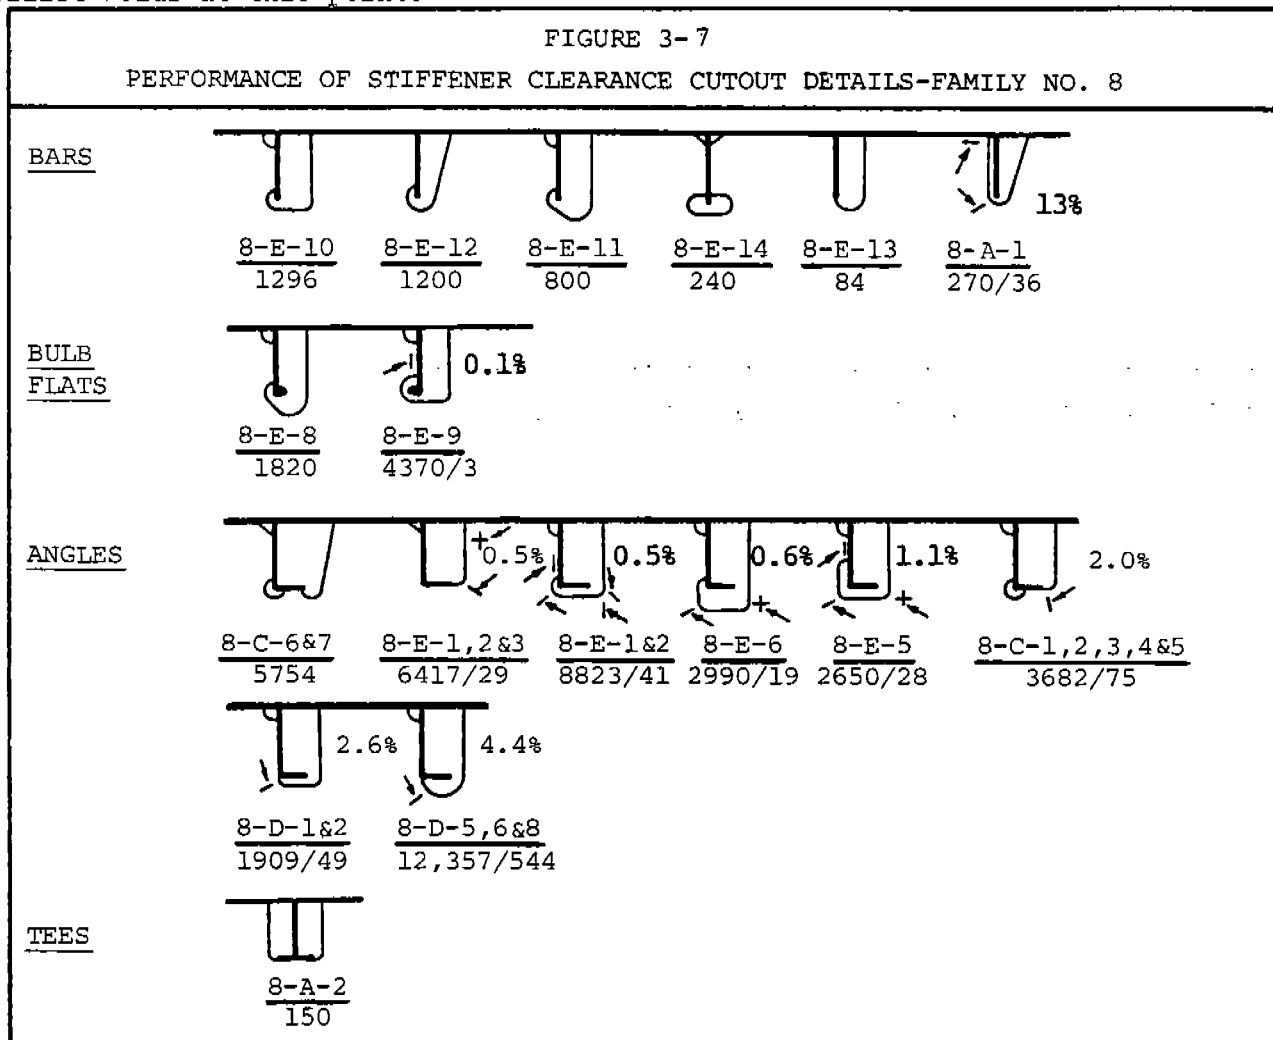 FIGURE 3-7
PERFORMANCE OF STIFFENER CLEARANCE CUTOUT DETAILS-FAMILY NO. 8
BARS
13%
8-E-10 8-E-12 8-E-11 8-E-14 8-E-13 8-A-1
1296 1200 800 240 84 270/36
BULB
FLATS
0.1%
8-E-8 8-E-9
1820 4370/3
ANGLES
0.5% 0.5% 0.6% 1.1% 2.0%
8-C-6&7 8-E-1,2&3 8-E-1&2 8-E-6 8-E-5 8-C-1,2,3,4&5
5754 6417/29 8823/41 2990/19 2650/28 3682/75
2.6% 4.4%
8-D-1&2 8-D-5,6&8
1909/49 12,357/544
TEES
8-A-2
150